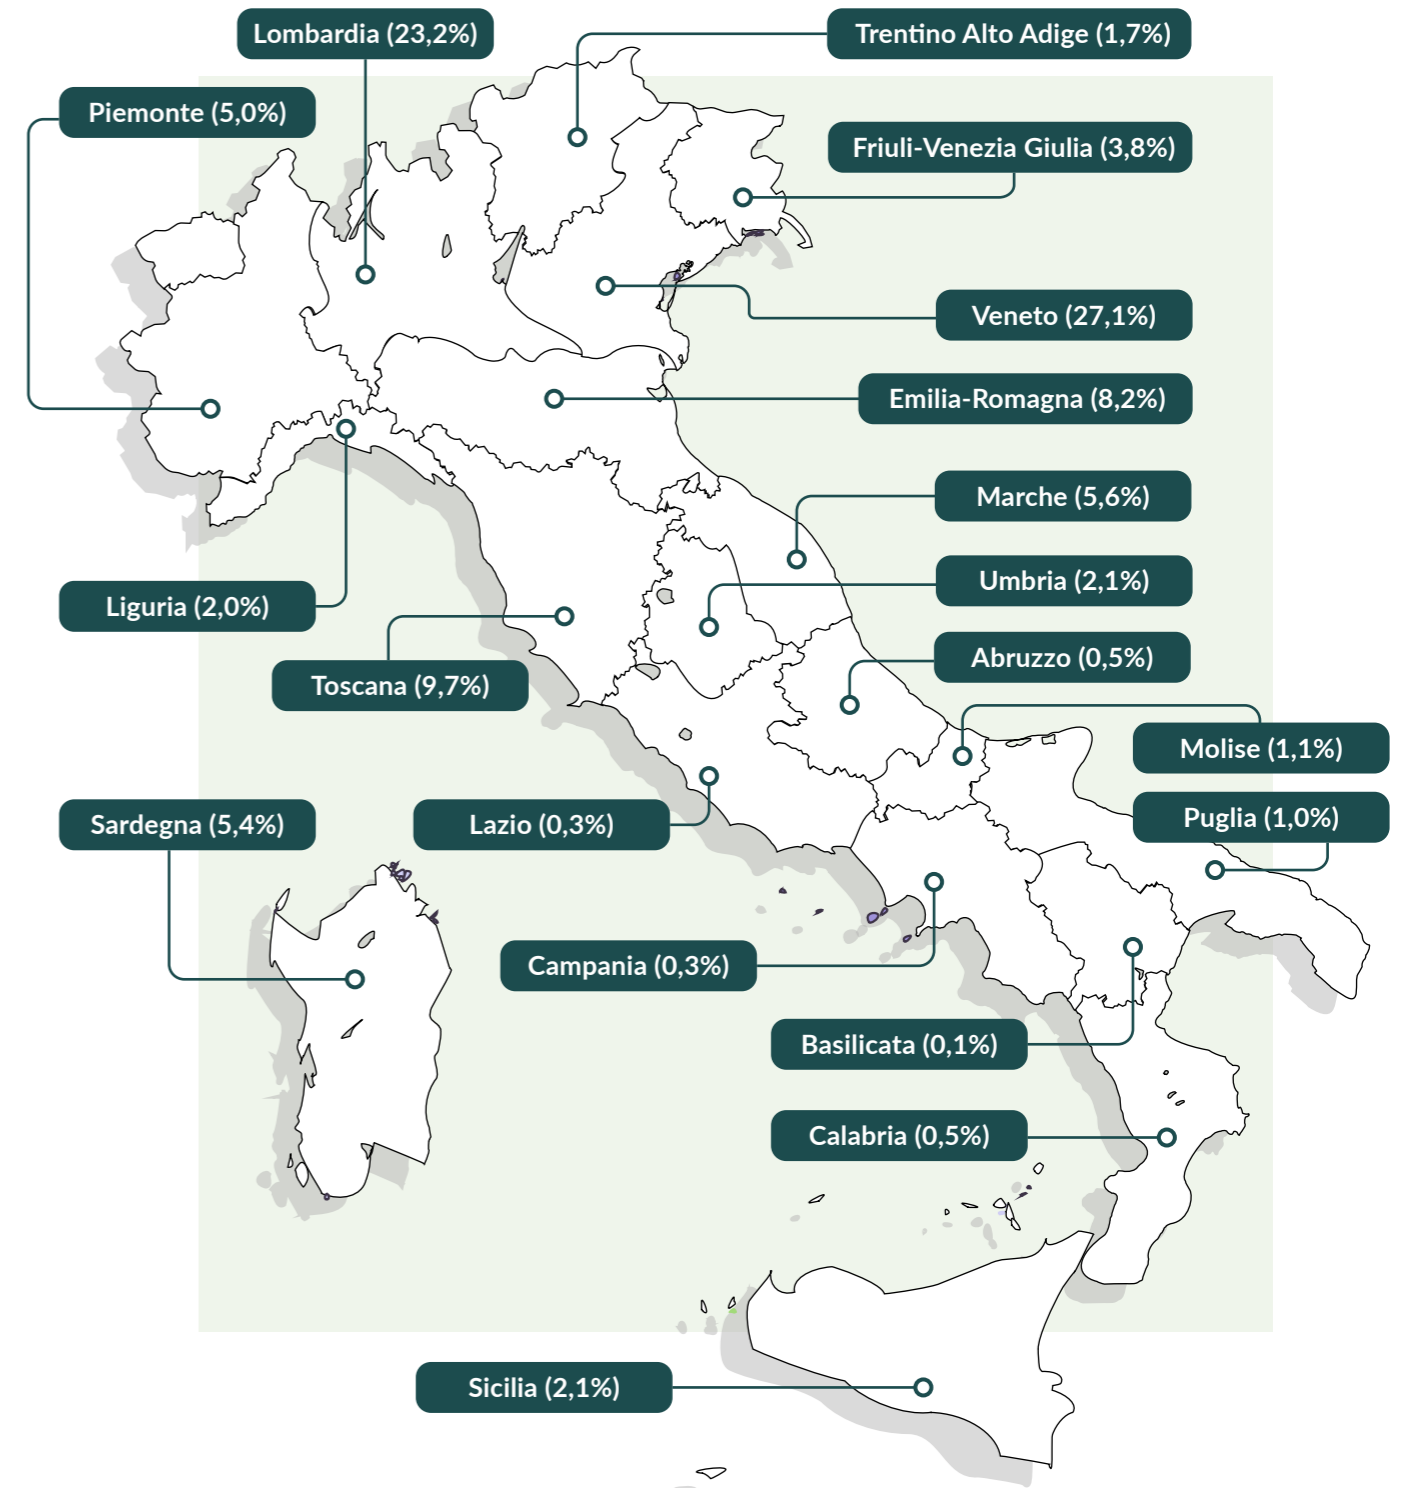 Lombardia (23,2%)
Trentino Alto Adige (1,7%)
Piemonte (5,0%)
Friuli-Venezia Giulia (3,8%)
Veneto (27,1%)
Emilia-Romagna (8,2%)
Marche (5,6%)
Umbria (2,1%)
Liguria (2,0%)
Abruzzo (0,5%)
Toscana (9,7%)
Molise (1,1%)
Puglia (1,0%)
Sardegna (5,4%)
Lazio (0,3%)
Campania (0,3%)
Basilicata (0,1%)
Calabria (0,5%)
Sicilia (2,1%)